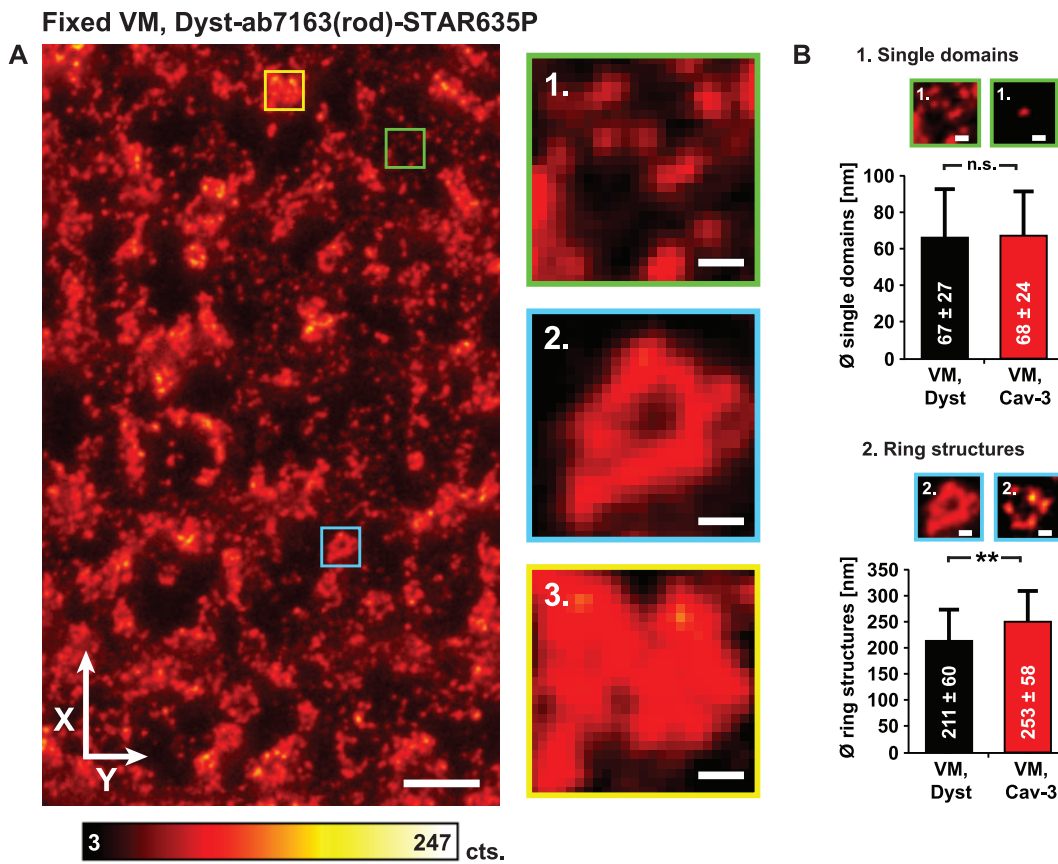 Fixed VM, Dyst-ab7163(rod)-STAR635P
A
X
Y
3
247
cts.
1.
2.
3.
B
1. Single domains
1.
1.
n.s.
100
80
60
40
20
0
Ø single domains [nm]
67 ± 27
68 ± 24
VM,
Dyst
VM,
Cav-3
2. Ring structures
2.
2.
**
350
300
250
200
150
100
50
0
Ø ring structures [nm]
211 ± 60
253 ± 58
VM,
Dyst
VM,
Cav-3